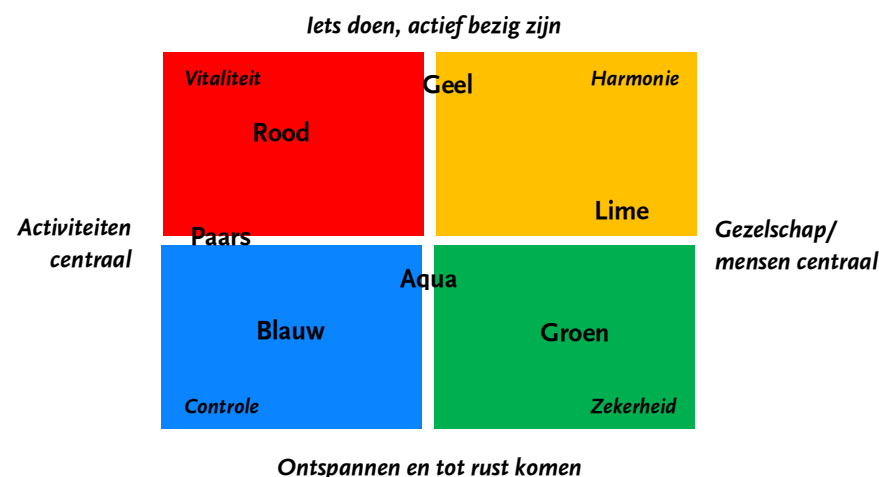 Iets doen, actief bezig zijn
Vitaliteit
Geel
Harmonie
Rood
Lime
Activiteiten
centraal
Paars
Gezelschap/
mensen centraal
Aqua
Blauw
Groen
Controle
Zekerheid
Ontspannen en tot rust komen